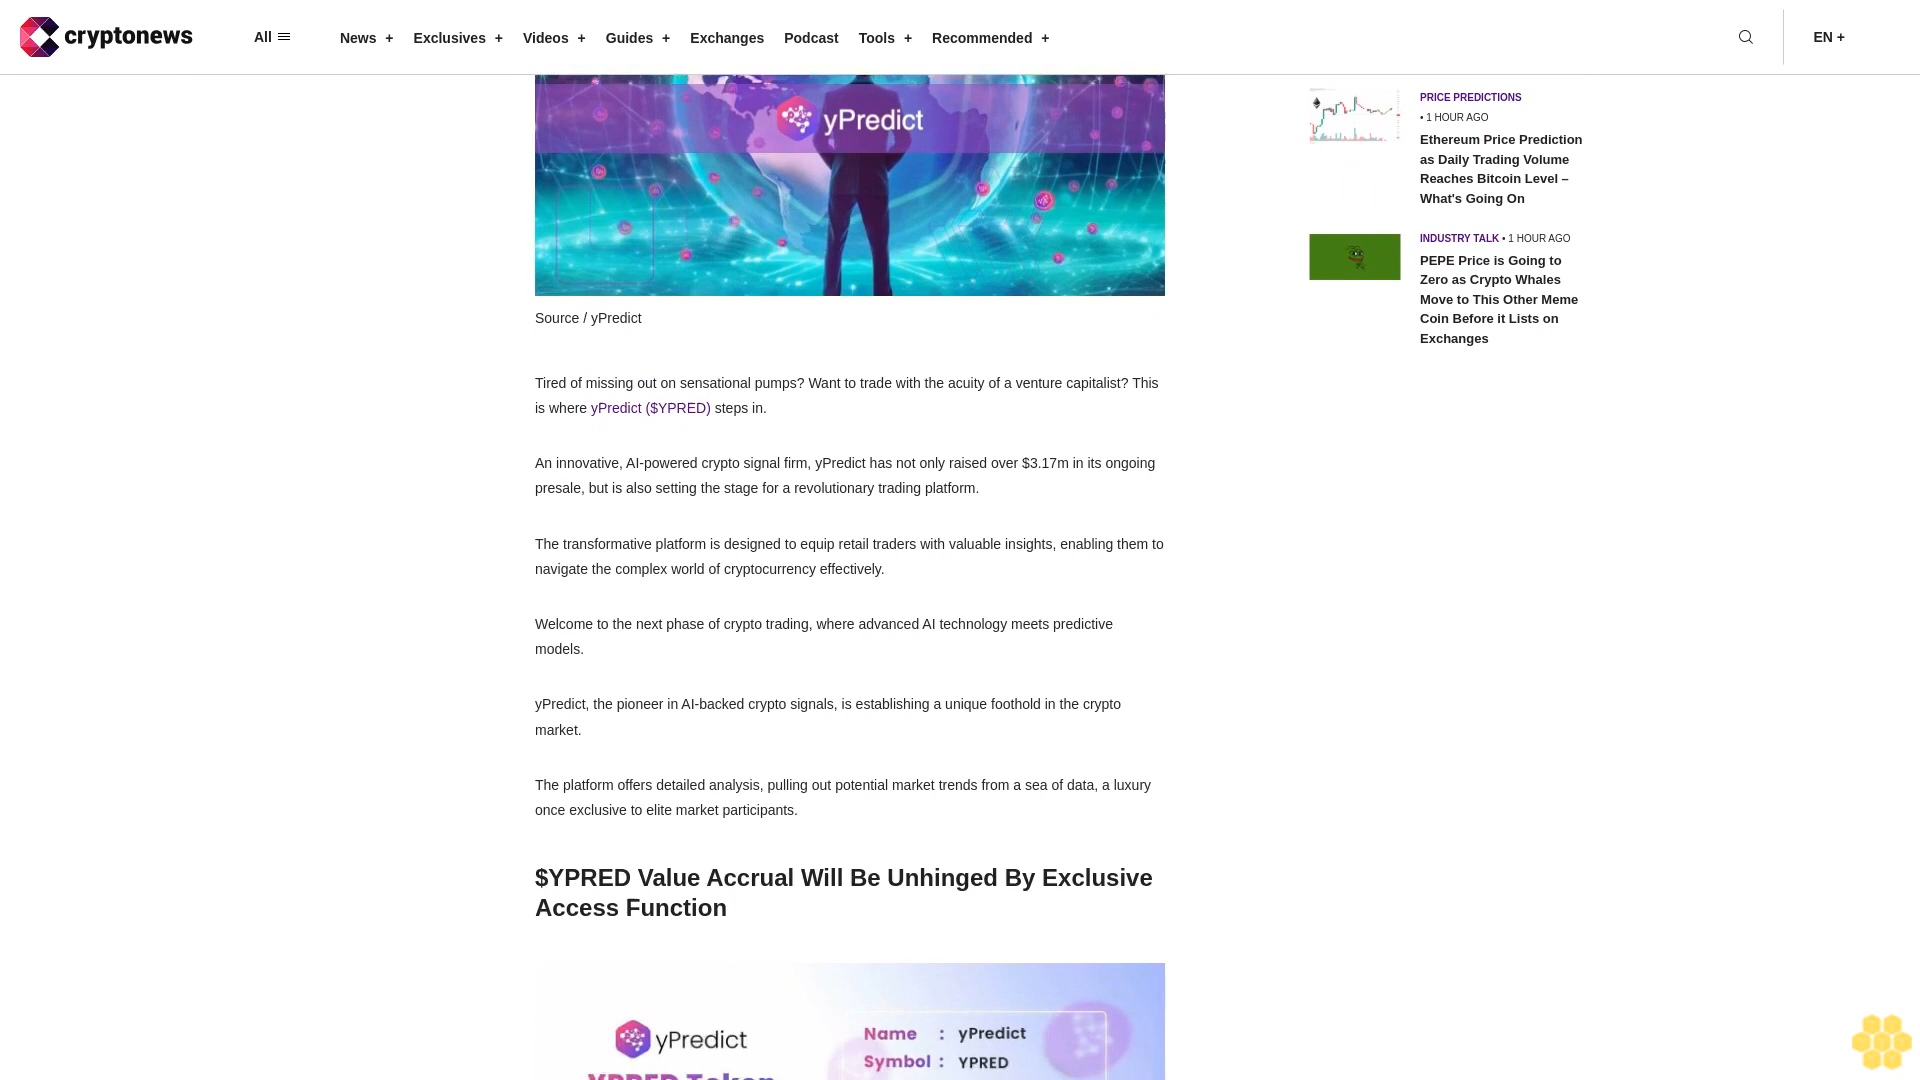 cryptonews
All
News +
Exclusives +
Videos +
Guides +
Exchanges
Podcast
Tools +
Recommended +
EN +
yPredict
Source / yPredict
Tired of missing out on sensational pumps? Want to trade with the acuity of a venture capitalist? This
is where yPredict ($YPRED) steps in.
An innovative, AI-powered crypto signal firm, yPredict has not only raised over $3.17m in its ongoing
presale, but is also setting the stage for a revolutionary trading platform.
The transformative platform is designed to equip retail traders with valuable insights, enabling them to
navigate the complex world of cryptocurrency effectively.
Welcome to the next phase of crypto trading, where advanced AI technology meets predictive
models.
yPredict, the pioneer in AI-backed crypto signals, is establishing a unique foothold in the crypto
market.
The platform offers detailed analysis, pulling out potential market trends from a sea of data, a luxury
once exclusive to elite market participants.
$YPRED Value Accrual Will Be Unhinged By Exclusive
Access Function
yPredict
YPRED Token
Name : yPredict
Symbol : YPRED
PRICE PREDICTIONS
• 1 HOUR AGO
Ethereum Price Prediction
as Daily Trading Volume
Reaches Bitcoin Level –
What's Going On
INDUSTRY TALK • 1 HOUR AGO
PEPE Price is Going to
Zero as Crypto Whales
Move to This Other Meme
Coin Before it Lists on
Exchanges